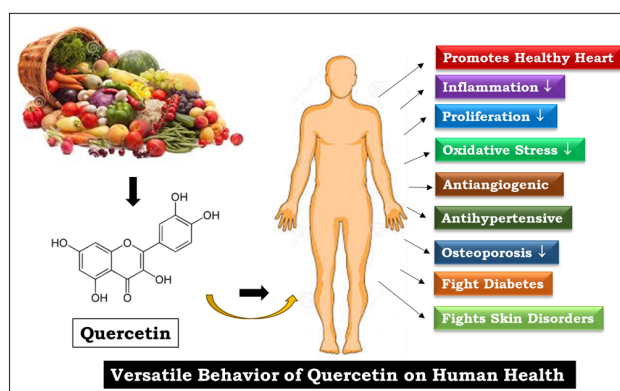 Promotes Healthy Heart
Inflammation ↓
Proliferation ↓
Oxidative Stress ↓
Antiangiogenic
Antihypertensive
Osteoporosis ↓
Fight Diabetes
Fights Skin Disorders
OH
OH
HO
O
OH
OH
O
Quercetin
Versatile Behavior of Quercetin on Human Health